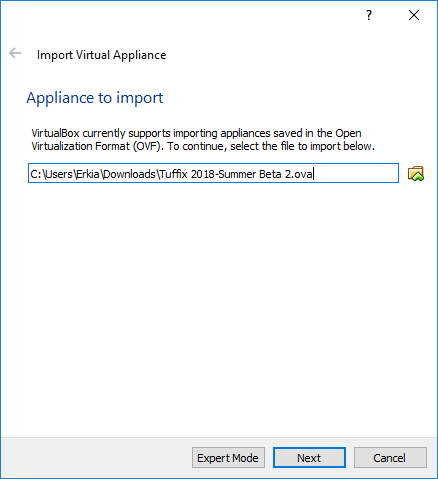 ?
Import Virtual Appliance
Appliance to import
VirtualBox currently supports importing appliances saved in the Open
Virtualization Format (OVF). To continue, select the file to import below.
C:\Users\Erkia\Downloads\Tuffix 2018-Summer Beta 2.ova
Expert Mode
Next
Cancel